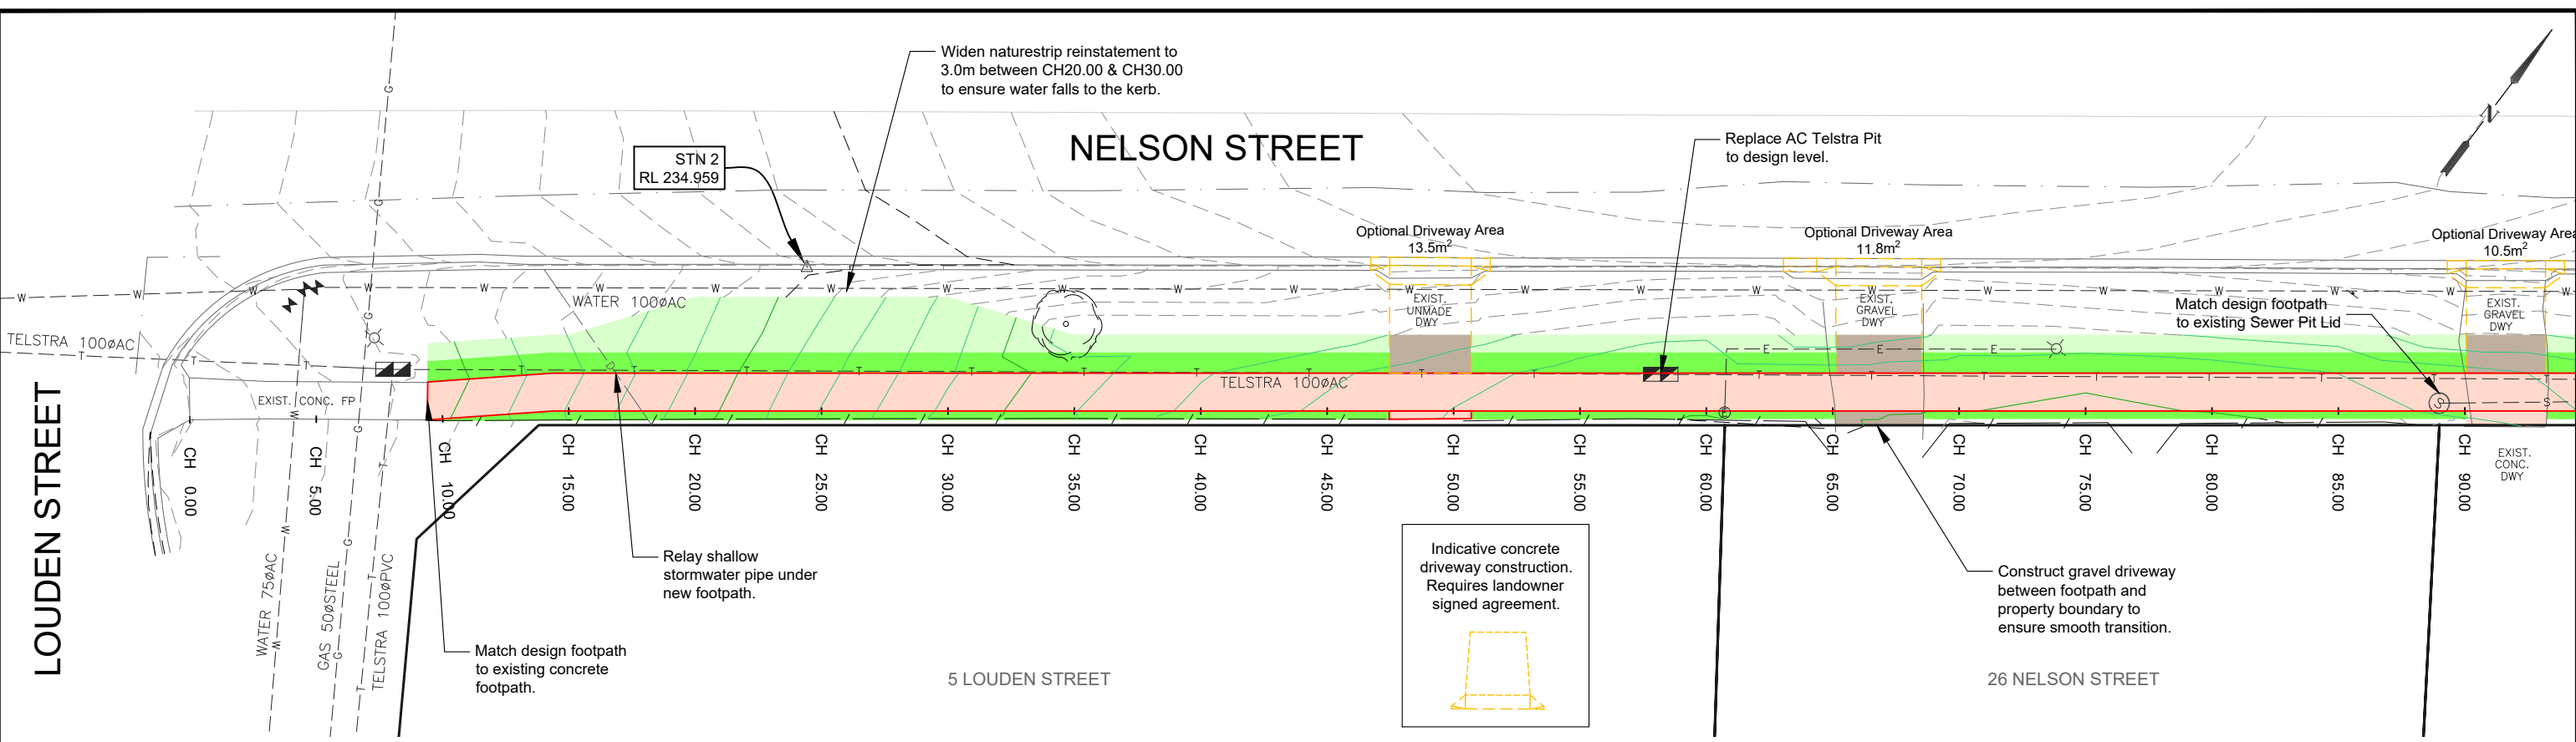 Widen naturestrip reinstatement to
3.0m between CH20.00 & CH30.00
to ensure water falls to the kerb.
NELSON STREET
STN 2
RL 234.959
Replace AC Telstra Pit
to design level.
N
Optional Driveway Area
13.5m²
Optional Driveway Area
11.8m²
Optional Driveway Area
10.5m²
WATER 100øAC
EXIST.
UNMADE
DWY
EXIST.
GRAVEL
DWY
Match design footpath
to existing Sewer Pit Lid
EXIST.
GRAVEL
DWY
TELSTRA 100øAC
TELSTRA 100øAC
EXIST. CONC. FP
LOUDEN STREET
CH 0.00
CH 5.00
CH 10.00
CH 15.00
CH 20.00
CH 25.00
CH 30.00
CH 35.00
CH 40.00
CH 45.00
CH 50.00
CH 55.00
CH 60.00
CH 65.00
CH 70.00
CH 75.00
CH 80.00
CH 85.00
CH 90.00
EXIST.
CONC.
DWY
WATER 75øAC
GAS 50øSTEEL
TELSTRA 100øPVC
Relay shallow
stormwater pipe under
new footpath.
Match design footpath
to existing concrete
footpath.
5 LOUDEN STREET
Indicative concrete
driveway construction.
Requires landowner
signed agreement.
Construct gravel driveway
between footpath and
property boundary to
ensure smooth transition.
26 NELSON STREET